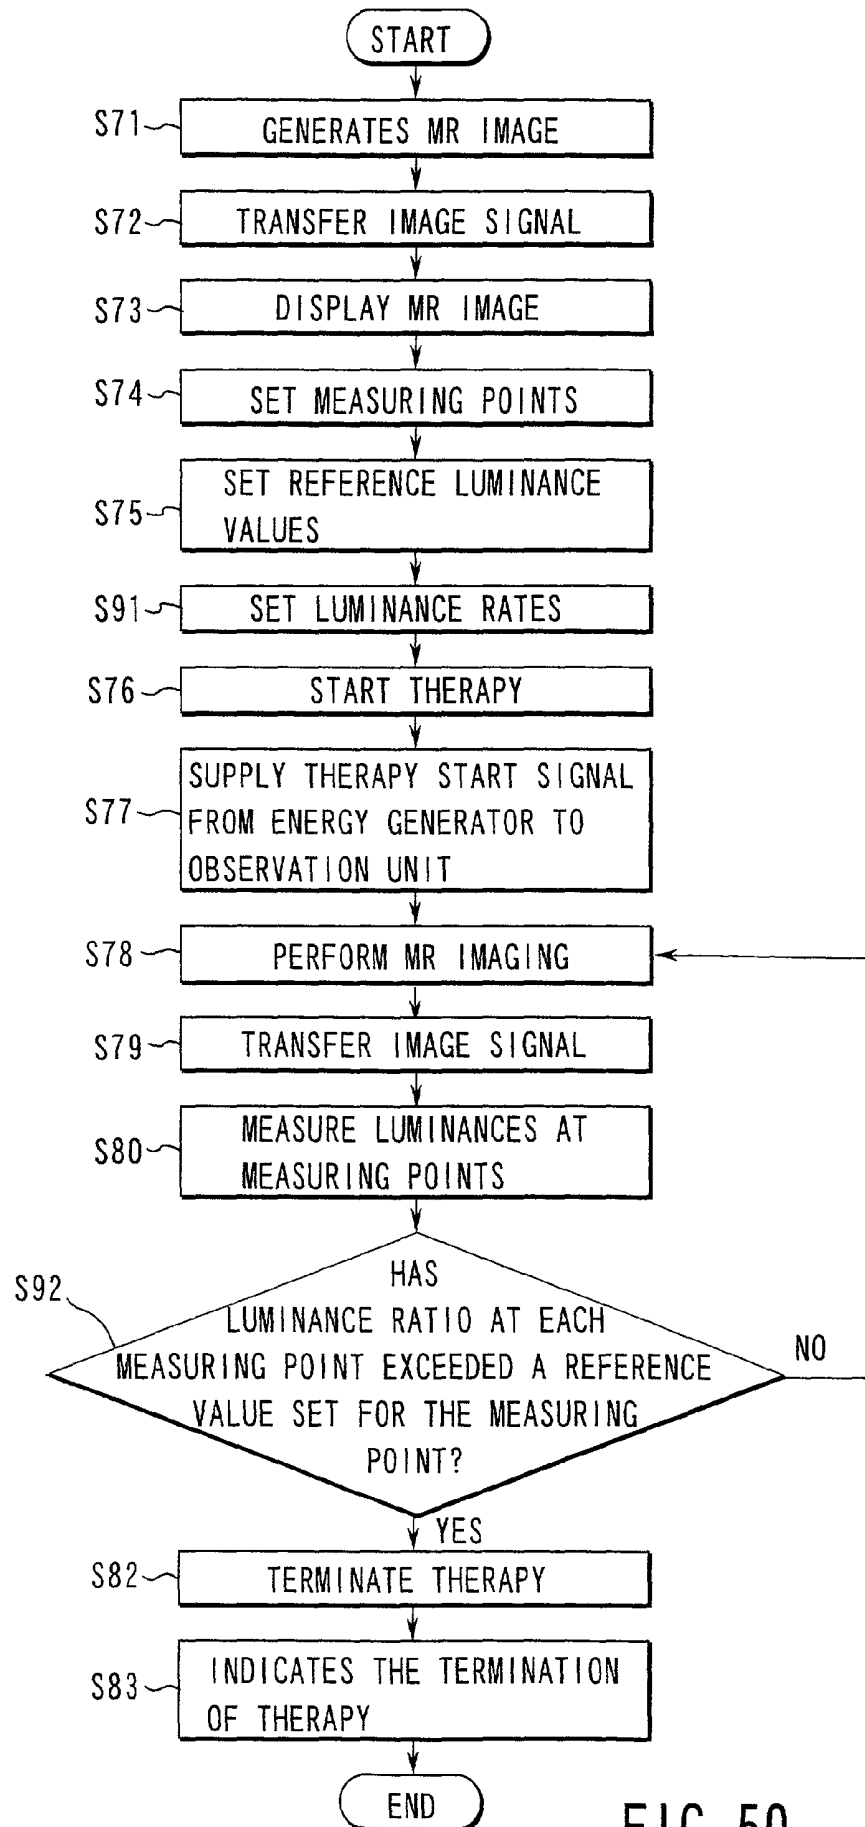 START
S71
GENERATES MR IMAGE
S72
TRANSFER IMAGE SIGNAL
S73
DISPLAY MR IMAGE
S74
SET MEASURING POINTS
S75
SET REFERENCE LUMINANCE
VALUES
S91
SET LUMINANCE RATES
S76
START THERAPY
S77
SUPPLY THERAPY START SIGNAL
FROM ENERGY GENERATOR TO
OBSERVATION UNIT
S78
PERFORM MR IMAGING
S79
TRANSFER IMAGE SIGNAL
S80
MEASURE LUMINANCES AT
MEASURING POINTS
S92
HAS
LUMINANCE RATIO AT EACH
MEASURING POINT EXCEEDED A REFERENCE
VALUE SET FOR THE MEASURING
POINT?
NO
YES
S82
TERMINATE THERAPY
S83
INDICATES THE TERMINATION
OF THERAPY
END
FIG. 50